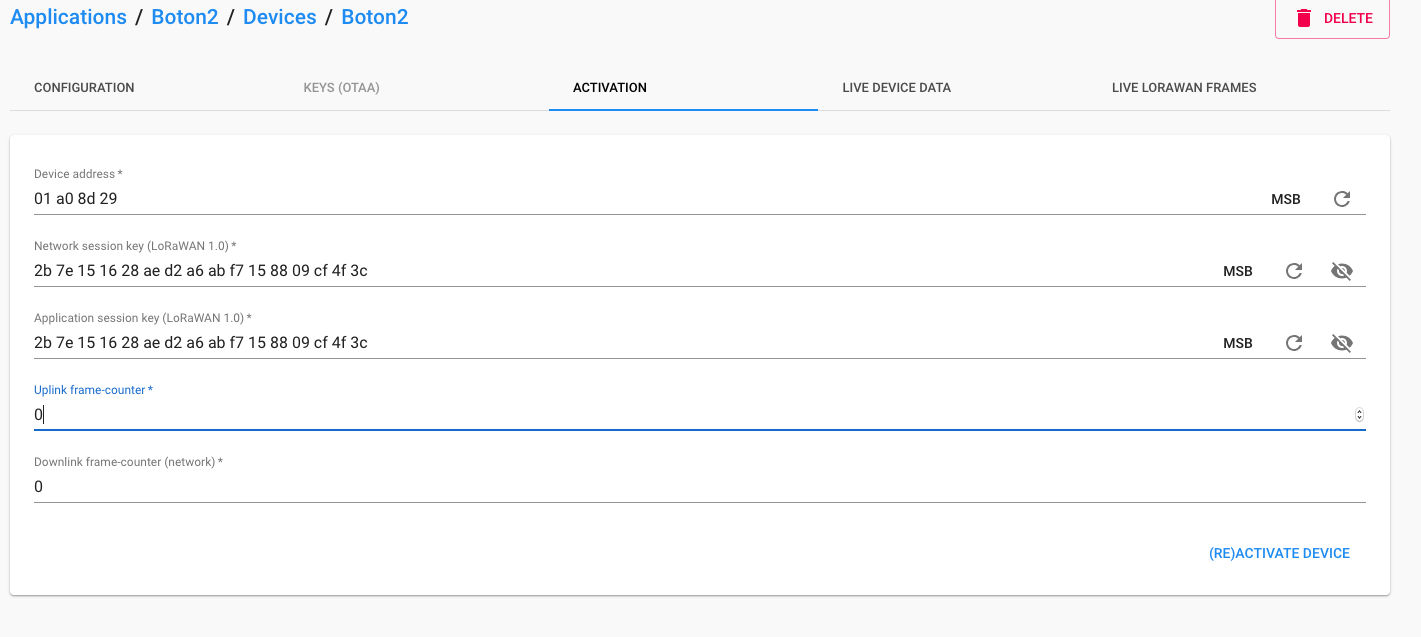 Applications / Boton2 / Devices / Boton2
DELETE
CONFIGURATION
KEYS (OTAA)
ACTIVATION
LIVE DEVICE DATA
LIVE LORAWAN FRAMES
Device address *
01 a0 8d 29
MSB
Network session key (LoRaWAN 1.0) *
2b 7e 15 16 28 ae d2 a6 ab f7 15 88 09 cf 4f 3c
MSB
Application session key (LoRaWAN 1.0) *
2b 7e 15 16 28 ae d2 a6 ab f7 15 88 09 cf 4f 3c
MSB
Uplink frame-counter *
0
Downlink frame-counter (network) *
0
(RE)ACTIVATE DEVICE